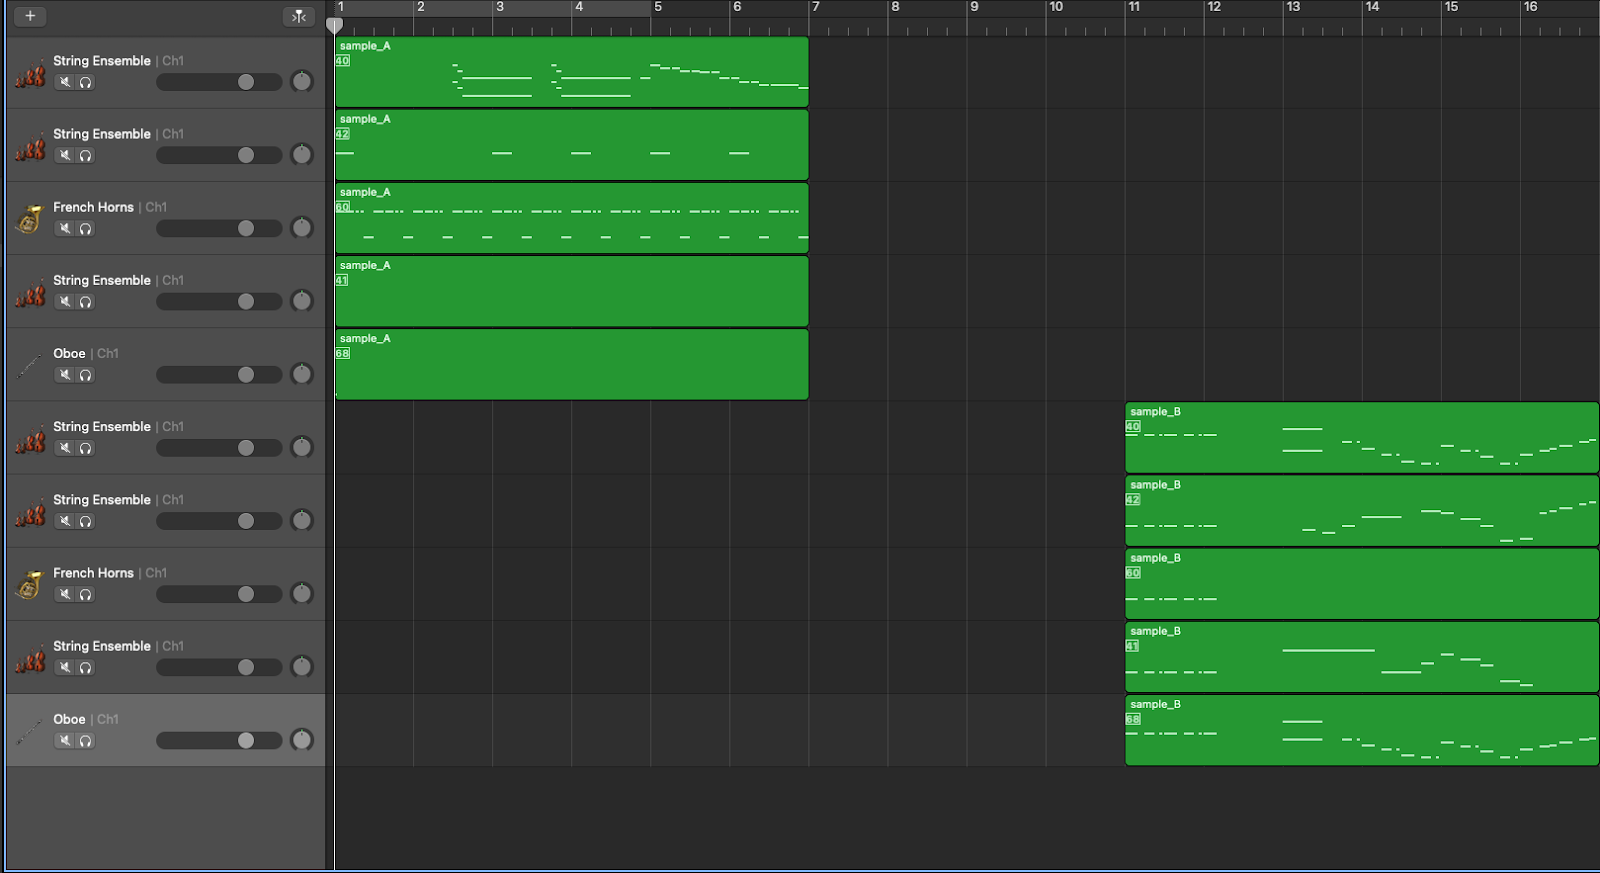 +
1 2 3 4 5 6 7 8 9 10 11 12 13 14 15 16
String Ensemble | Ch1
sample_A
40
String Ensemble | Ch1
sample_A
42
French Horns | Ch1
sample_A
60
String Ensemble | Ch1
sample_A
41
Oboe | Ch1
sample_A
68
String Ensemble | Ch1
sample_B
40
String Ensemble | Ch1
sample_B
42
French Horns | Ch1
sample_B
60
String Ensemble | Ch1
sample_B
41
Oboe | Ch1
sample_B
68